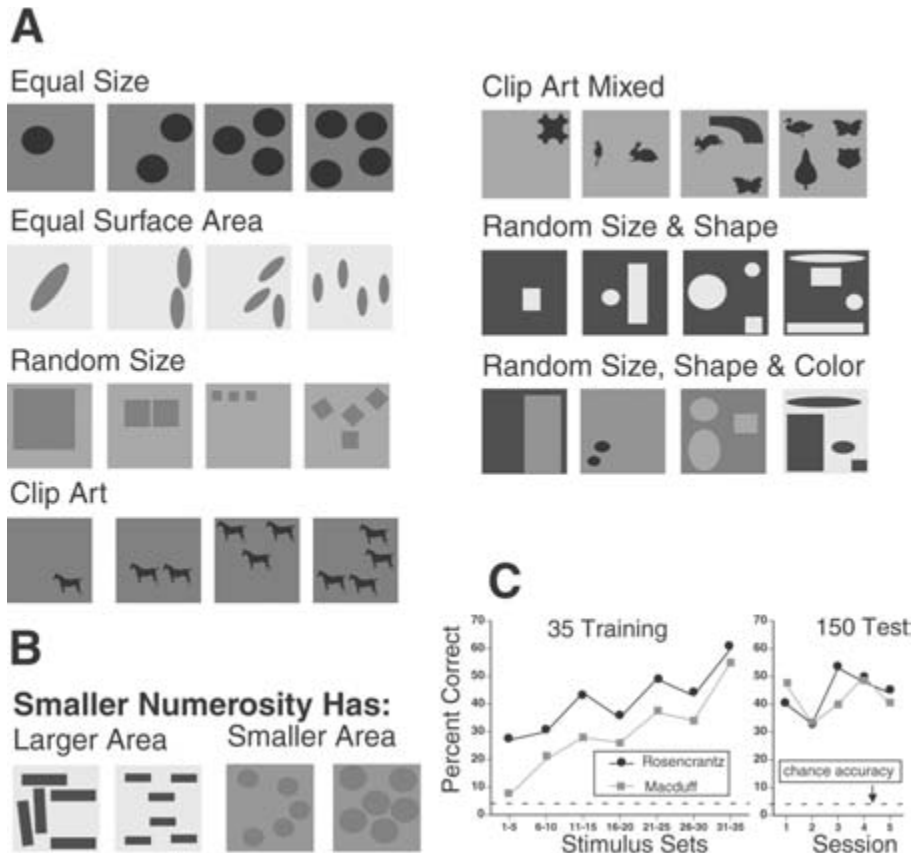 A
Equal Size
Equal Surface Area
Random Size
Clip Art
Clip Art Mixed
Random Size & Shape
Random Size, Shape & Color
B
Smaller Numerosity Has:
Larger Area
Smaller Area
C
Percent Correct
70
60
50
40
30
20
10
0
35 Training
Rosencrantz
Macduff
1-5
6-10
11-15
16-20
21-25
26-30
31-35
Stimulus Sets
70
60
50
40
30
20
10
0
150 Test
chance accuracy
1
2
3
4
5
Session